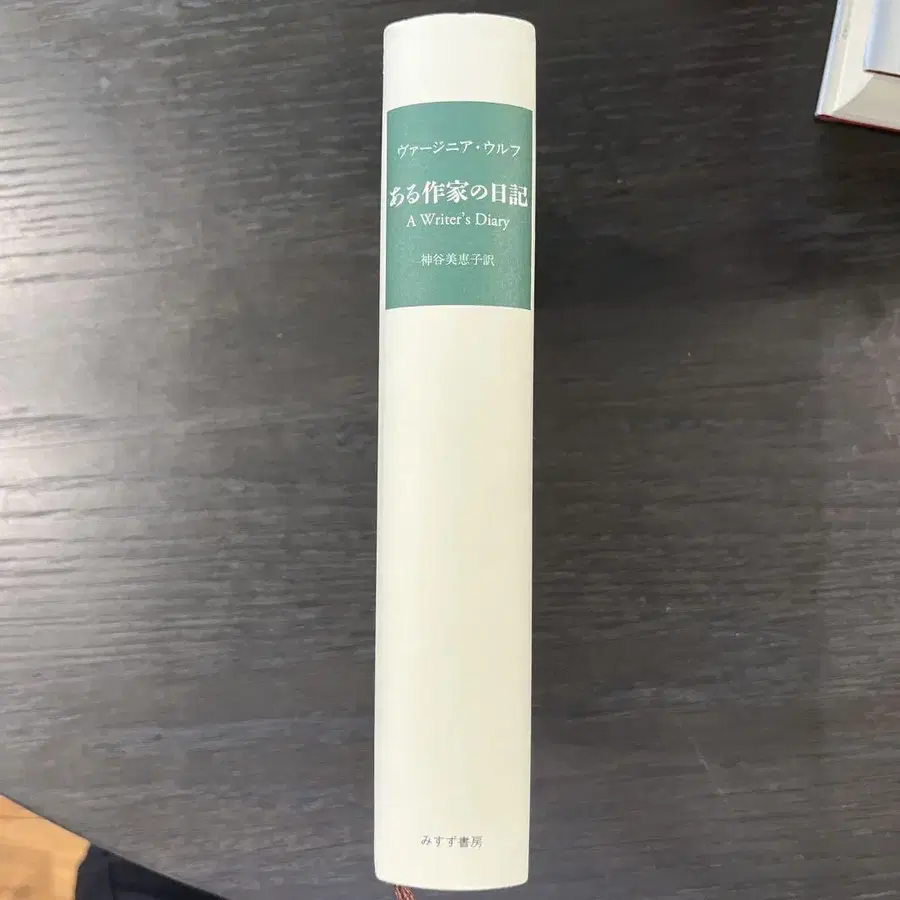 ヴァージニア・ウルフ
ある作家の日記
A Writer's Diary
神谷美恵子訳
みすず書房